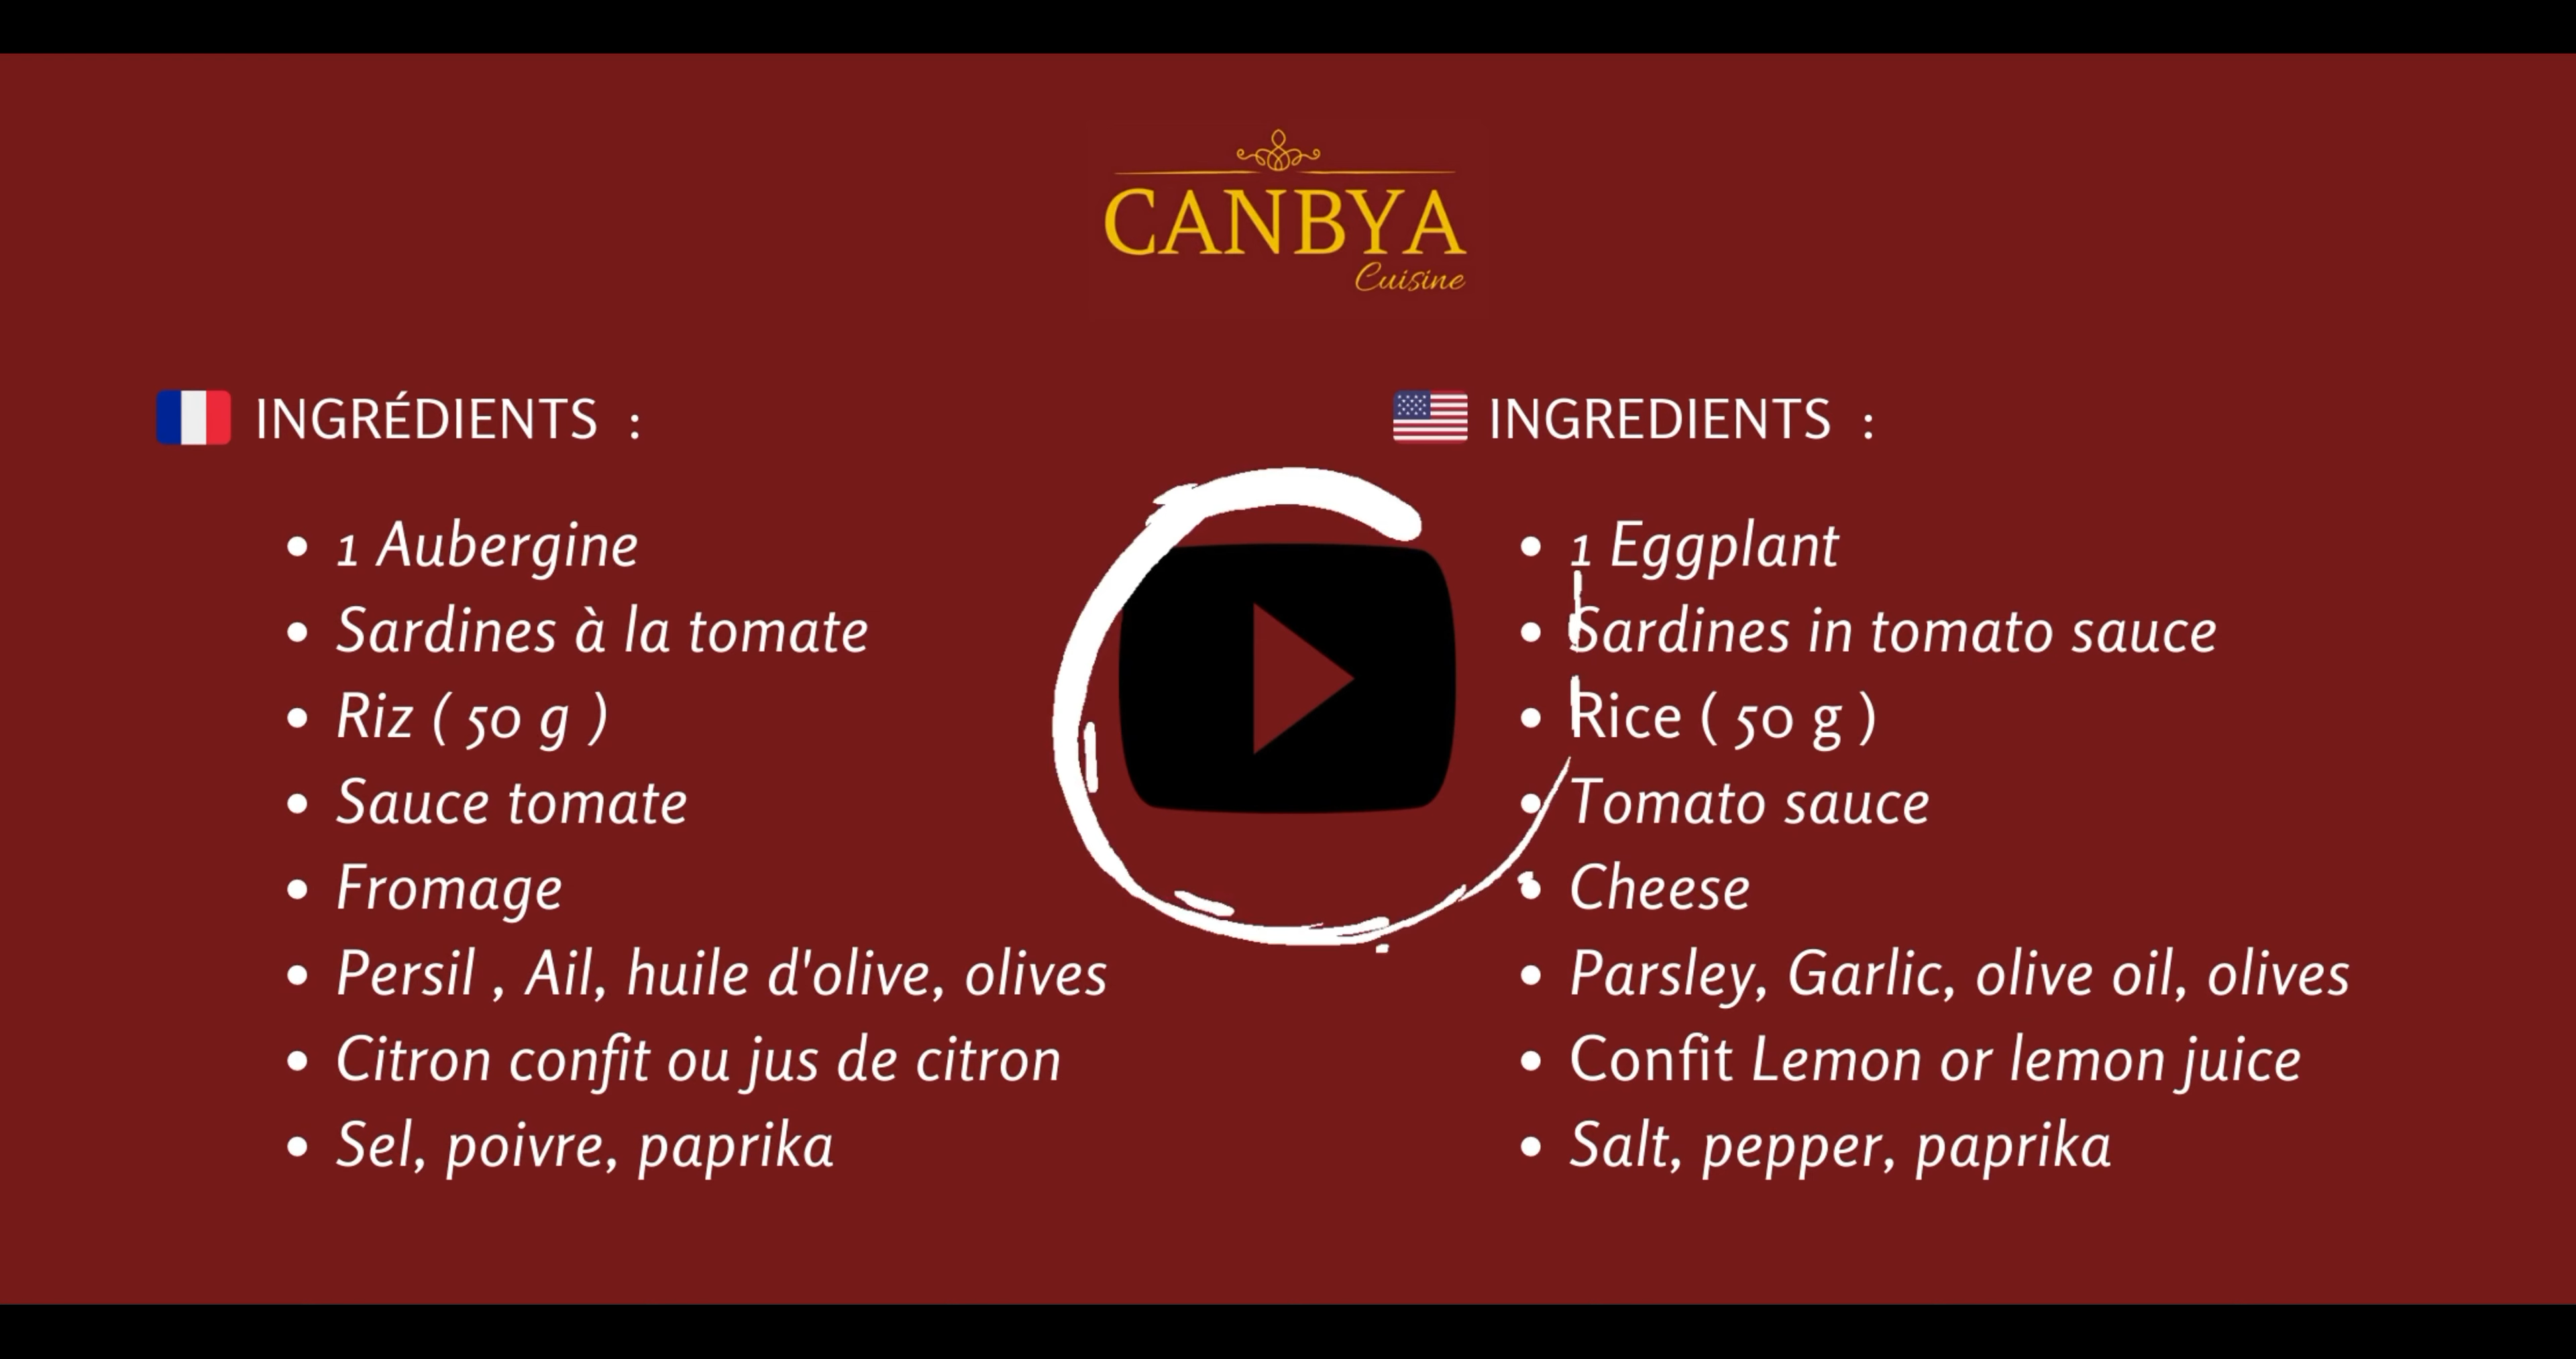 CANBYA
Cuisine
INGRÉDIENTS :
• 1 Aubergine
• Sardines à la tomate
• Riz ( 50 g )
• Sauce tomate
• Fromage
• Persil , Ail, huile d'olive, olives
• Citron confit ou jus de citron
• Sel, poivre, paprika
INGREDIENTS :
• 1 Eggplant
• Sardines in tomato sauce
• Rice ( 50 g )
• Tomato sauce
• Cheese
• Parsley, Garlic, olive oil, olives
• Confit Lemon or lemon juice
• Salt, pepper, paprika